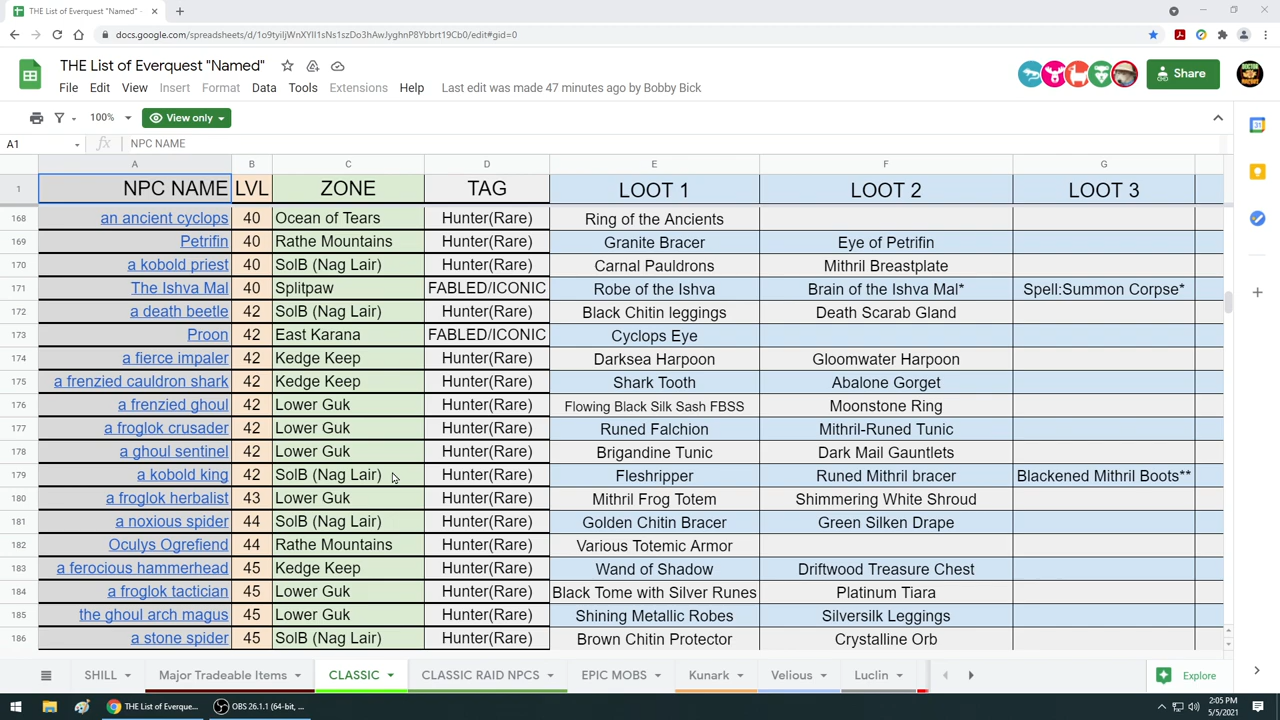 THE List of Everquest "Named" -
docs.google.com/spreadsheets/d/1o9tyiljWnXYlI1sNs1szDo3hAwJyghnP8Ybbrt19Cb0/edit#gid=0
THE List of Everquest "Named"
File Edit View Insert Format Data Tools Extensions Help Last edit was made 47 minutes ago by Bobby Bick
Share
100% View only
A1 fx NPC NAME
A B C D E F G
1 NPC NAME LVL ZONE TAG LOOT 1 LOOT 2 LOOT 3
168 an ancient cyclops 40 Ocean of Tears Hunter(Rare) Ring of the Ancients
169 Petrifin 40 Rathe Mountains Hunter(Rare) Granite Bracer Eye of Petrifin
170 a kobold priest 40 SolB (Nag Lair) Hunter(Rare) Carnal Pauldrons Mithril Breastplate
171 The Ishva Mal 40 Splitpaw FABLED/ICONIC Robe of the Ishva Brain of the Ishva Mal* Spell:Summon Corpse*
172 a death beetle 42 SolB (Nag Lair) Hunter(Rare) Black Chitin leggings Death Scarab Gland
173 Proon 42 East Karana FABLED/ICONIC Cyclops Eye
174 a fierce impaler 42 Kedge Keep Hunter(Rare) Darksea Harpoon Gloomwater Harpoon
175 a frenzied cauldron shark 42 Kedge Keep Hunter(Rare) Shark Tooth Abalone Gorget
176 a frenzied ghoul 42 Lower Guk Hunter(Rare) Flowing Black Silk Sash FBSS Moonstone Ring
177 a froglok crusader 42 Lower Guk Hunter(Rare) Runed Falchion Mithril-Runed Tunic
178 a ghoul sentinel 42 Lower Guk Hunter(Rare) Brigandine Tunic Dark Mail Gauntlets
179 a kobold king 42 SolB (Nag Lair) Hunter(Rare) Fleshripper Runed Mithril bracer Blackened Mithril Boots**
180 a froglok herbalist 43 Lower Guk Hunter(Rare) Mithril Frog Totem Shimmering White Shroud
181 a noxious spider 44 SolB (Nag Lair) Hunter(Rare) Golden Chitin Bracer Green Silken Drape
182 Oculys Ogrefiend 44 Rathe Mountains Hunter(Rare) Various Totemic Armor
183 a ferocious hammerhead 45 Kedge Keep Hunter(Rare) Wand of Shadow Driftwood Treasure Chest
184 a froglok tactician 45 Lower Guk Hunter(Rare) Black Tome with Silver Runes Platinum Tiara
185 the ghoul arch magus 45 Lower Guk Hunter(Rare) Shining Metallic Robes Silversilk Leggings
186 a stone spider 45 SolB (Nag Lair) Hunter(Rare) Brown Chitin Protector Crystalline Orb
SHILL Major Tradeable Items CLASSIC CLASSIC RAID NPCS EPIC MOBS Kunark Velious Luclin Explore
THE List of Everque... OBS 26.1.1 (64-bit, ...
2:05 PM
5/5/2021